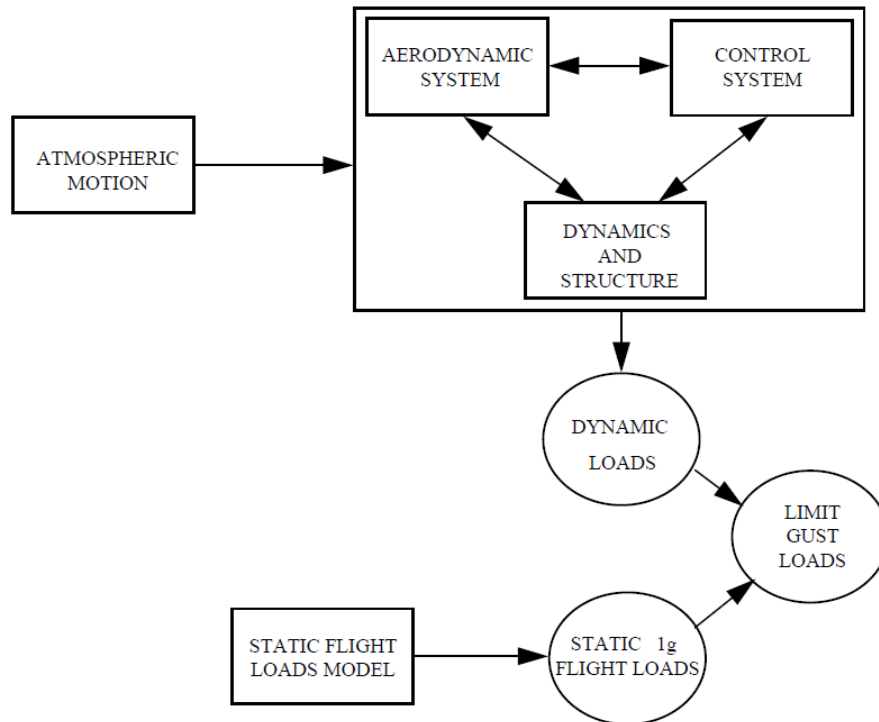 AERODYNAMIC
SYSTEM
CONTROL
SYSTEM
ATMOSPHERIC
MOTION
DYNAMICS
AND
STRUCTURE
DYNAMIC
LOADS
LIMIT
GUST
LOADS
STATIC FLIGHT
LOADS MODEL
STATIC 1g
FLIGHT LOADS